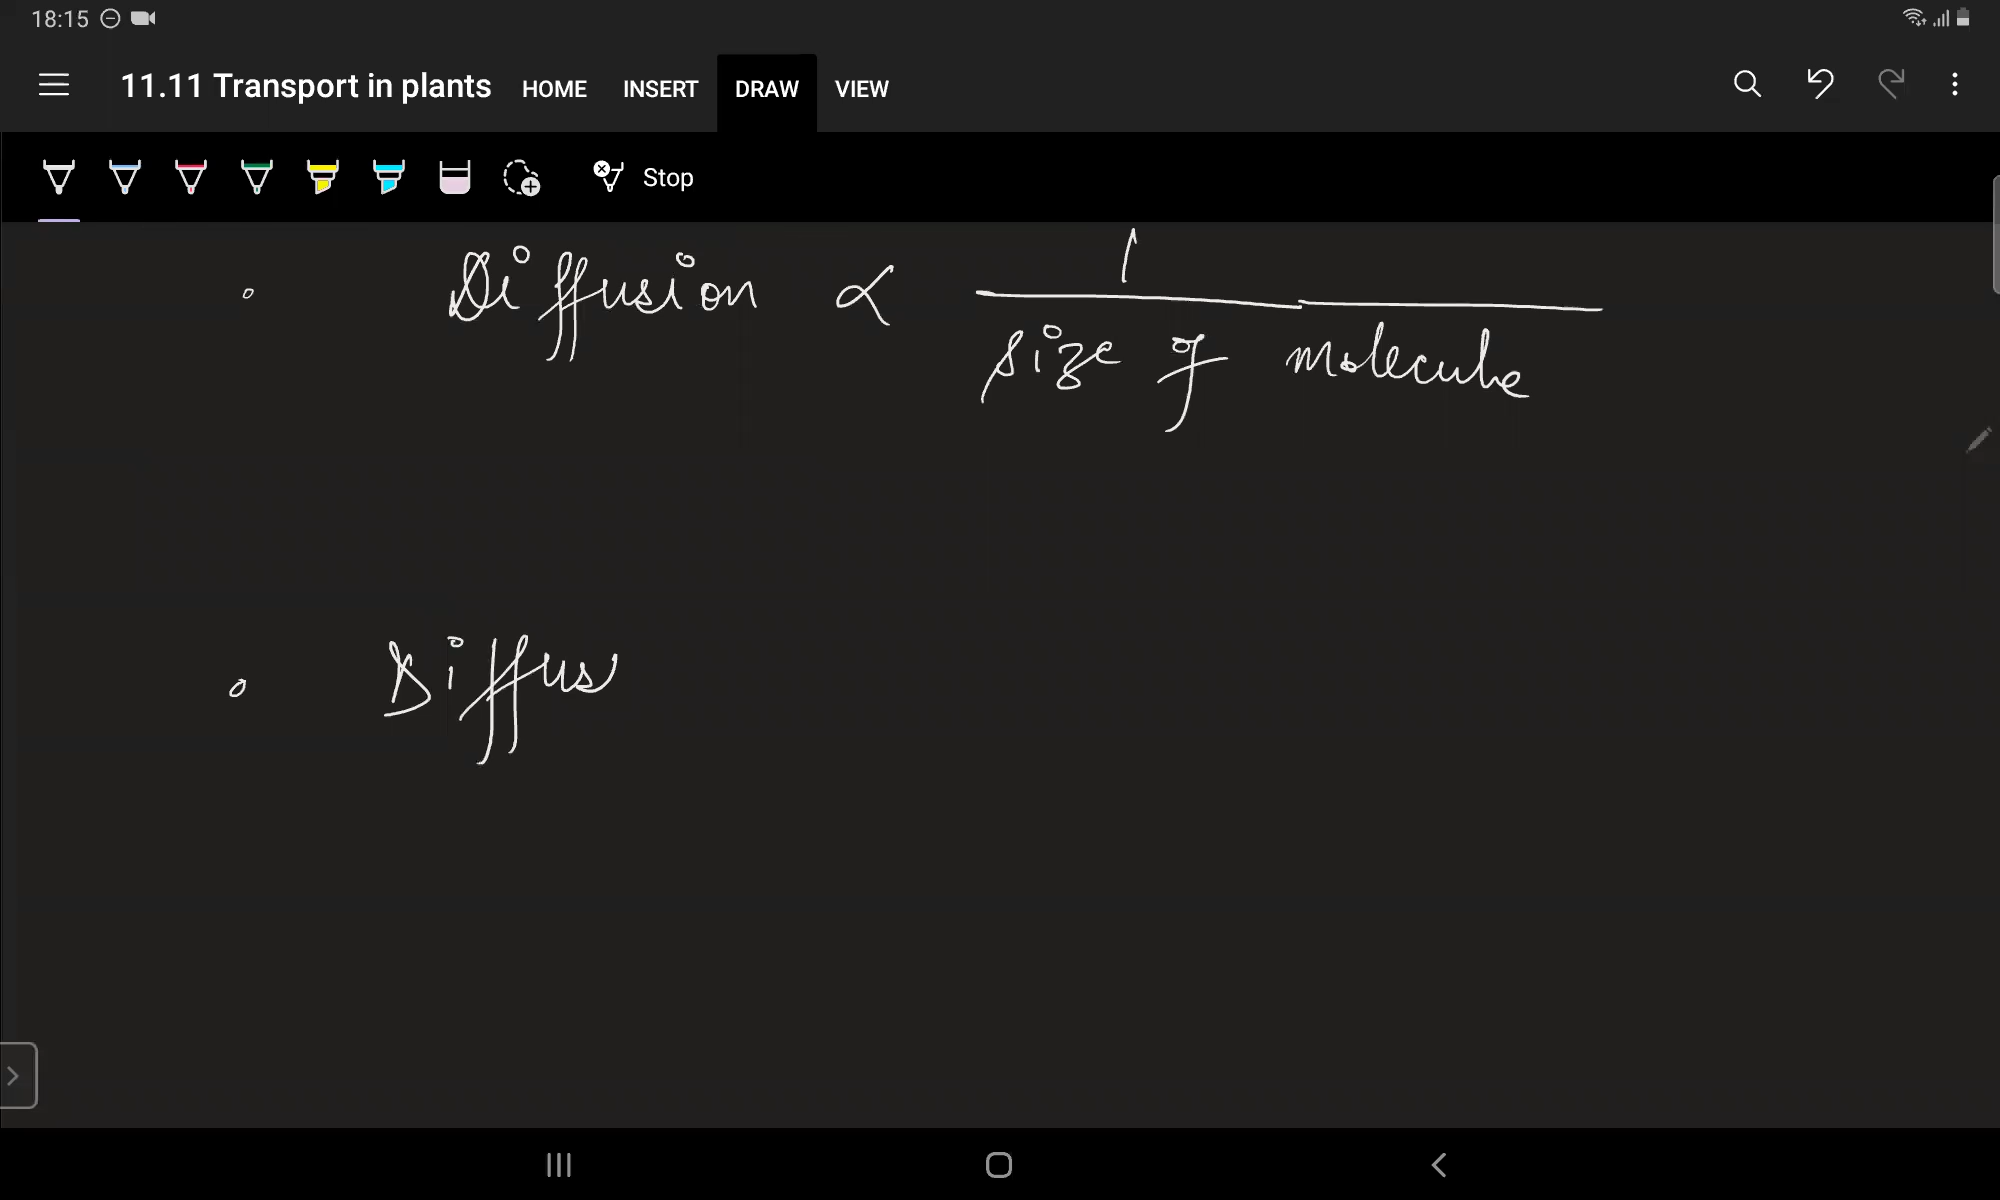 18:15
11.11 Transport in plants HOME INSERT DRAW VIEW
Stop
Diffusion ∝ 1
size of molecule
Diffus